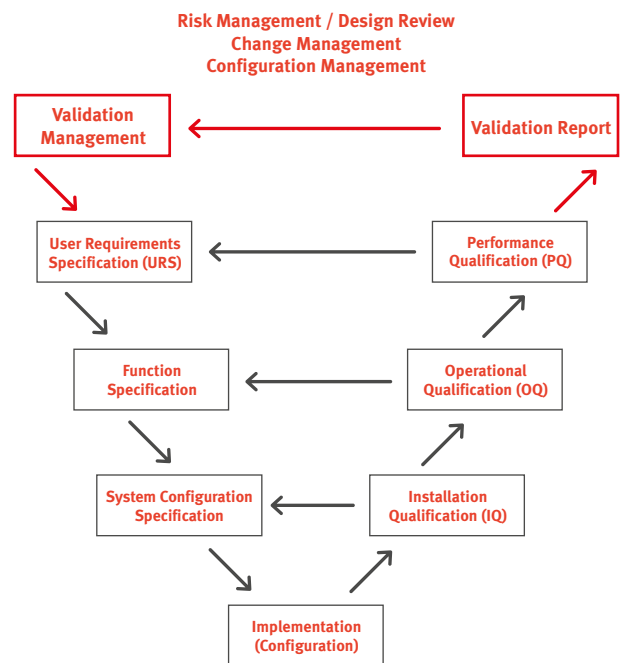 Risk Management / Design Review
Change Management
Configuration Management
Validation
Management
Validation Report
User Requirements
Specification (URS)
Performance
Qualification (PQ)
Function
Specification
Operational
Qualification (OQ)
System Configuration
Specification
Installation
Qualification (IQ)
Implementation
(Configuration)